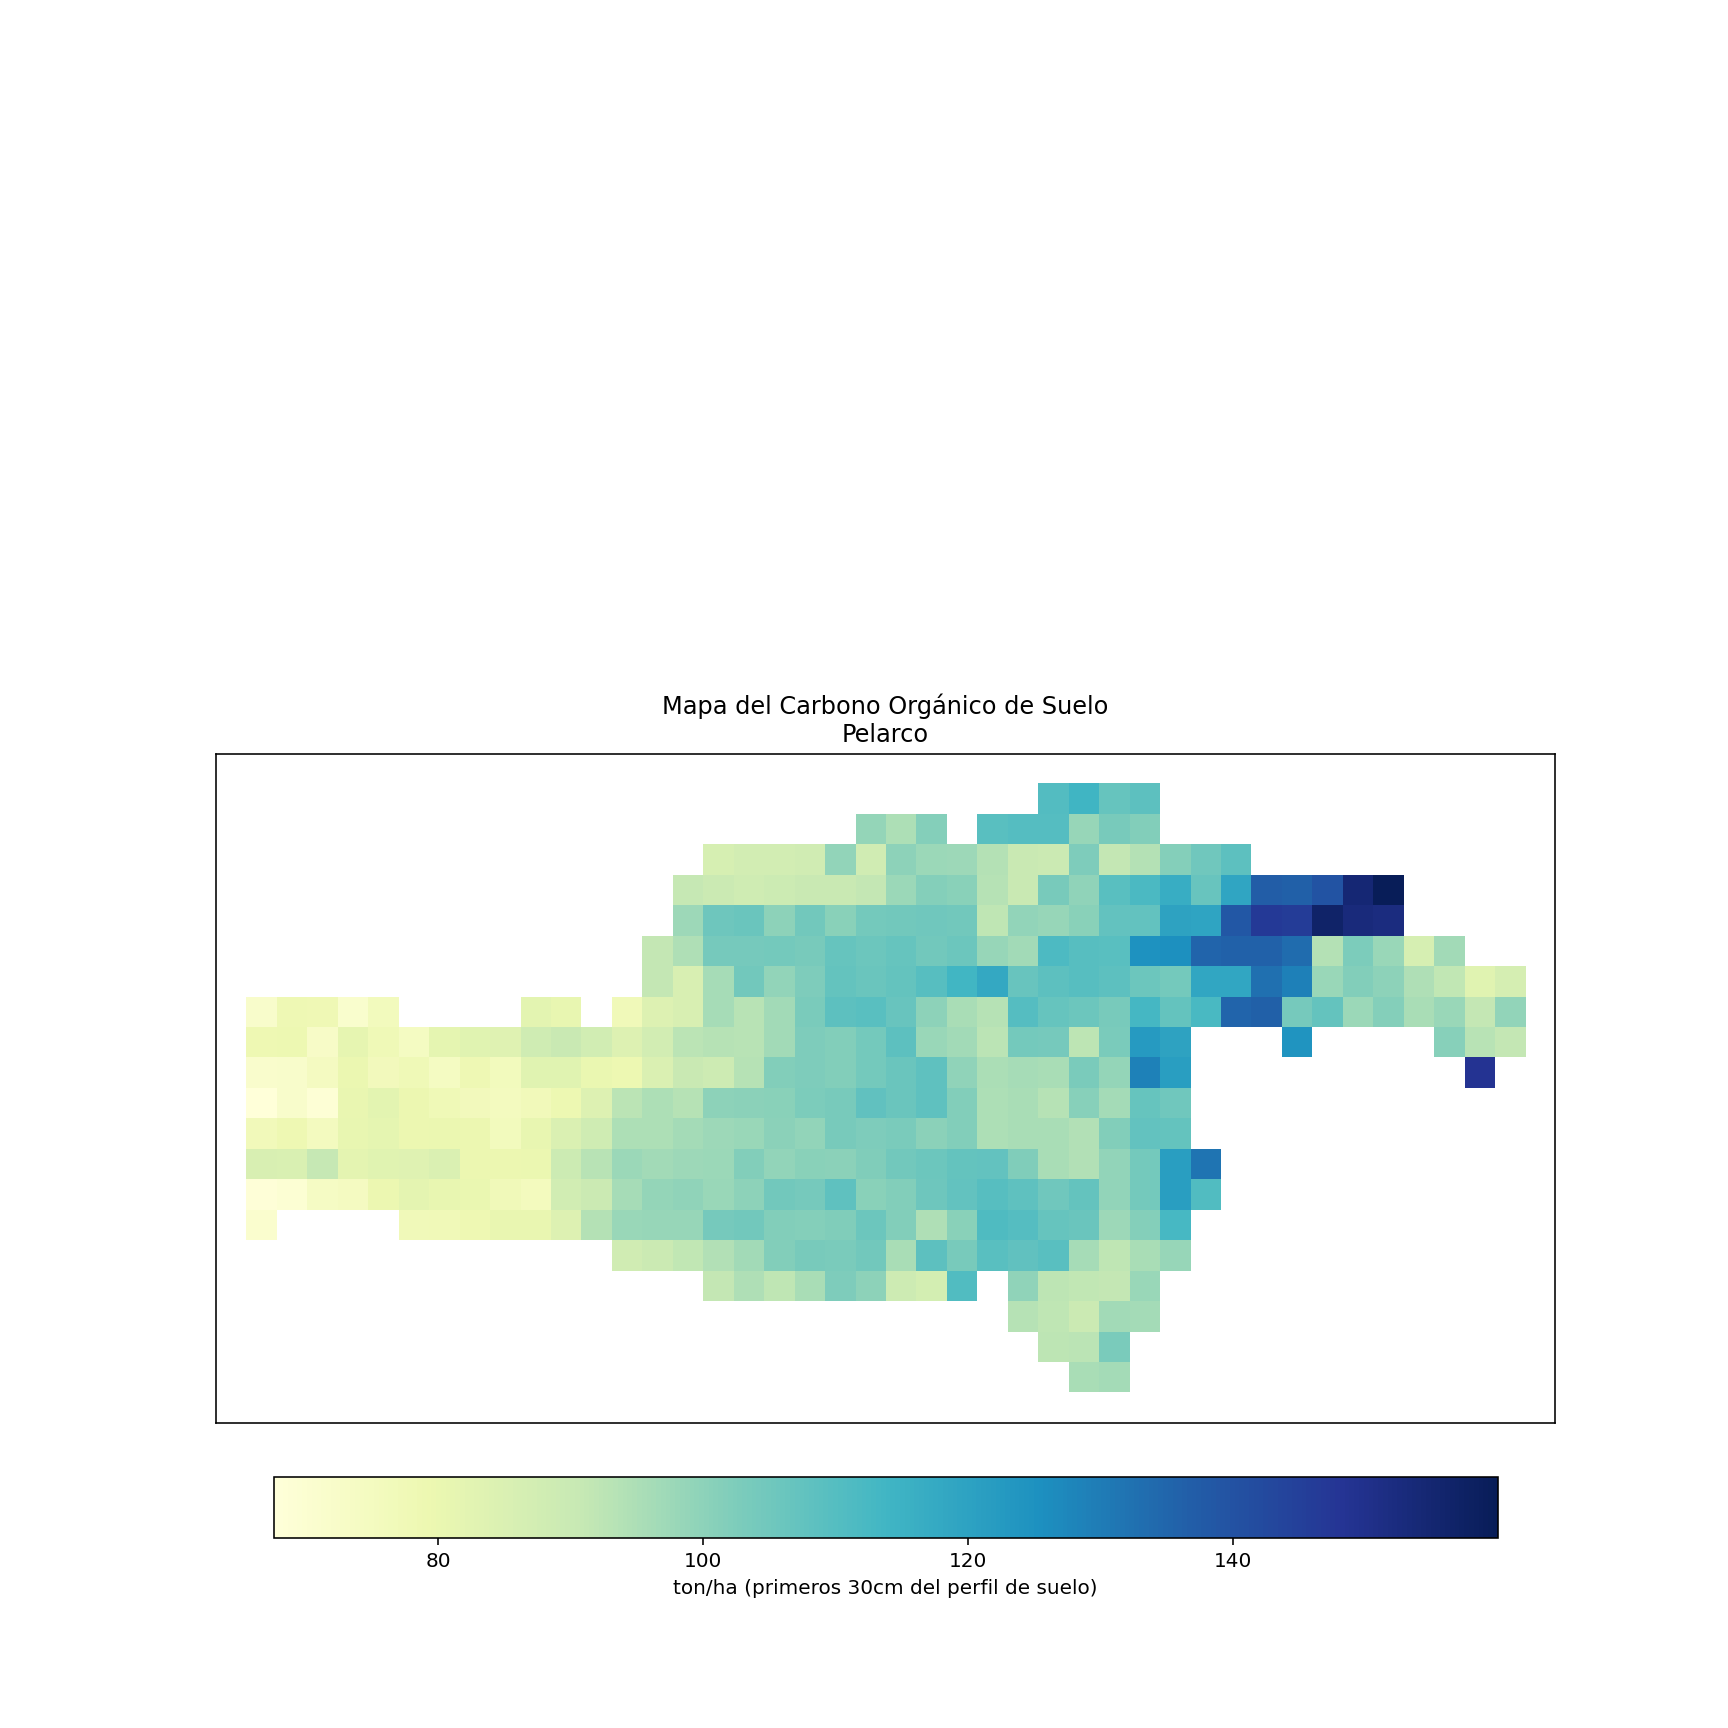 Mapa del Carbono Orgánico de Suelo
Pelarco
80 100 120 140
ton/ha (primeros 30cm del perfil de suelo)